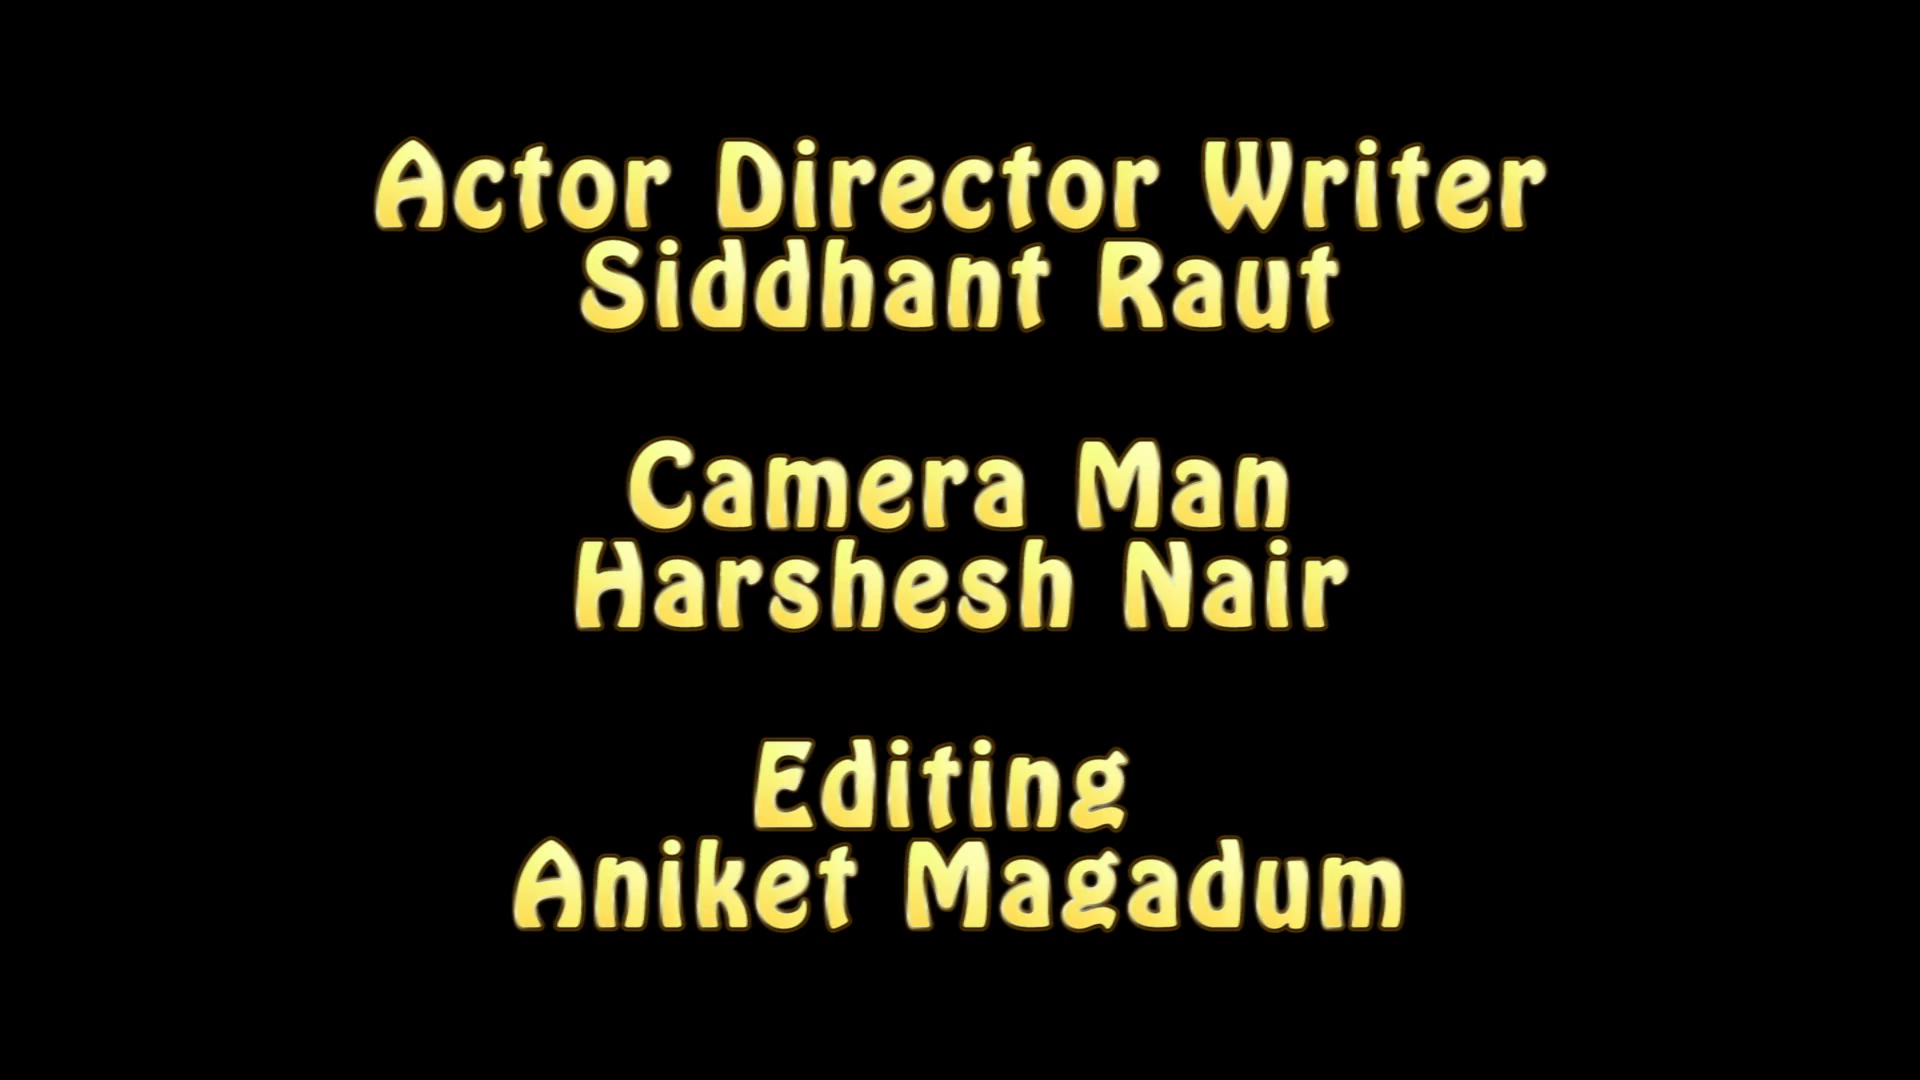 Actor Director Writer
Siddhant Raut
Camera Man
Harshesh Nair
Editing
Aniket Magadum